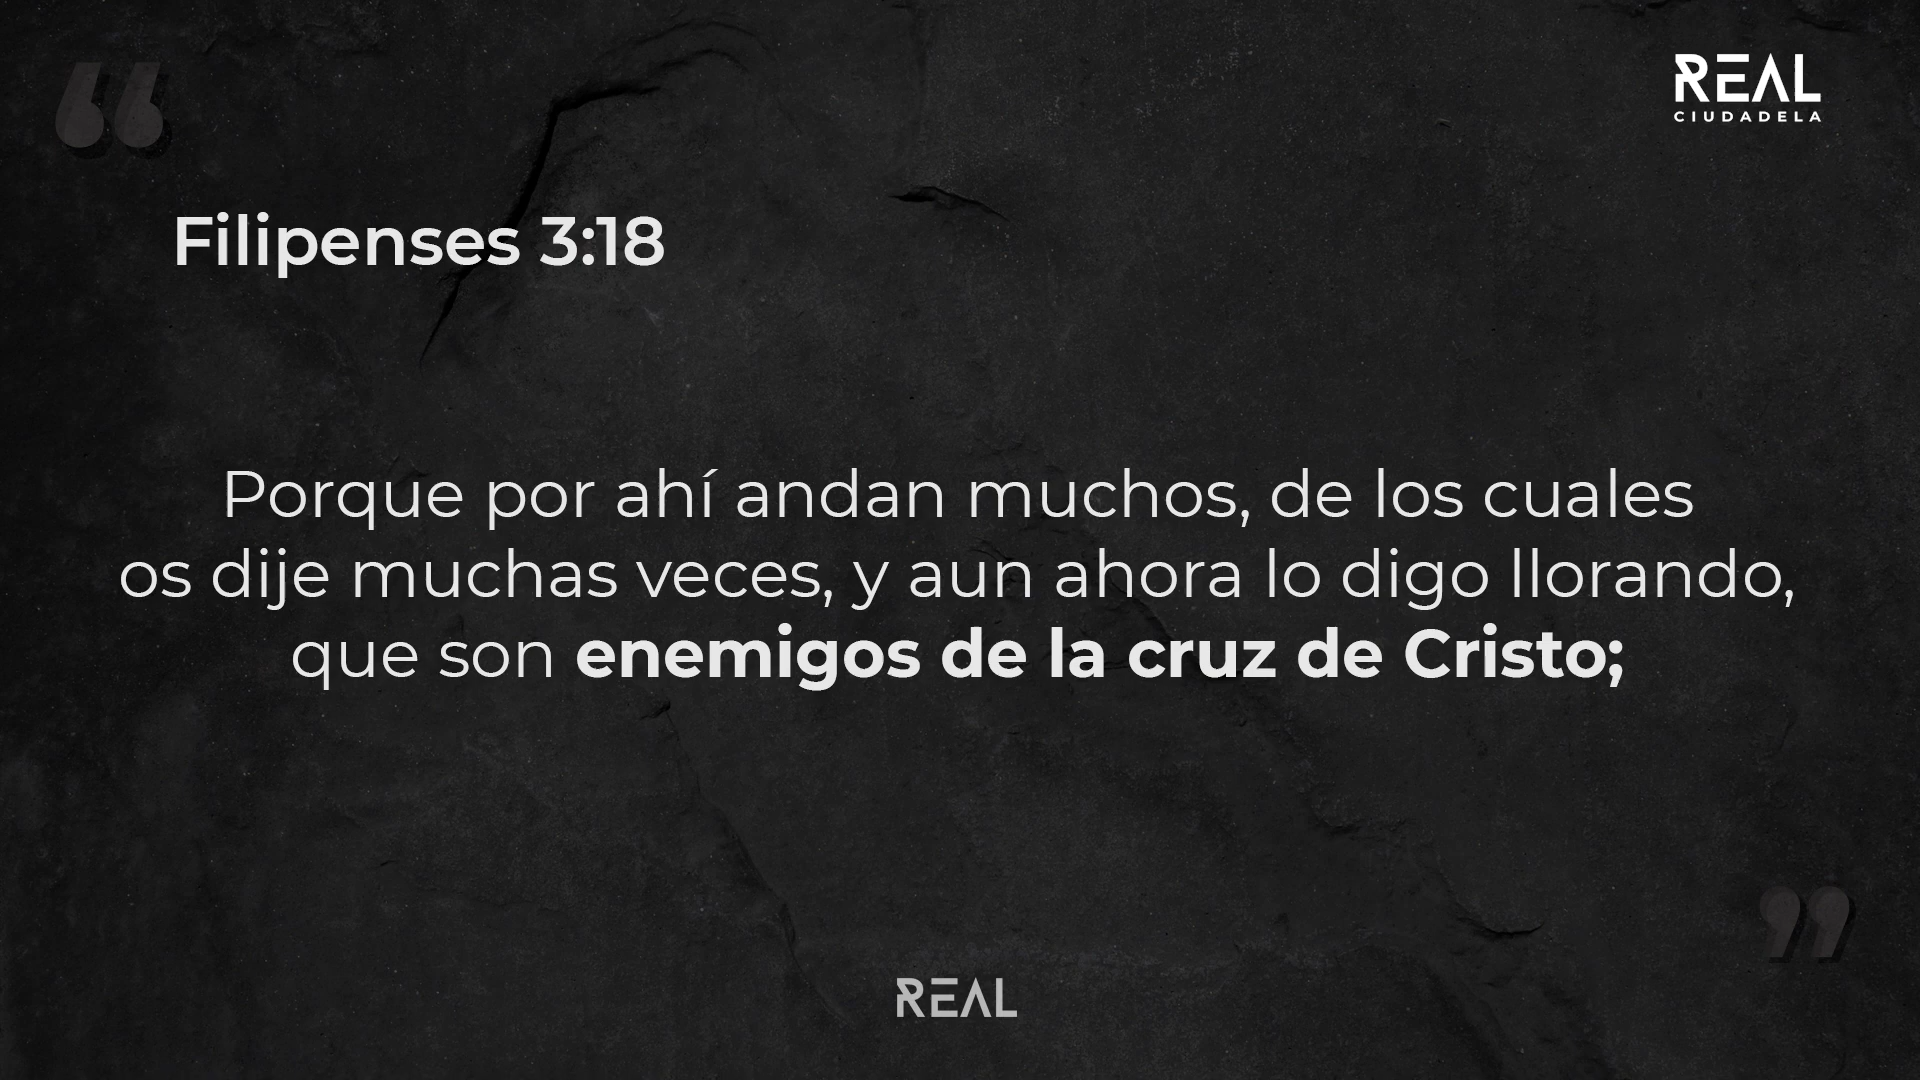 REAL
CIUDADELA
Filipenses 3:18
Porque por ahí andan muchos, de los cuales
os dije muchas veces, y aun ahora lo digo llorando,
que son enemigos de la cruz de Cristo;
REAL